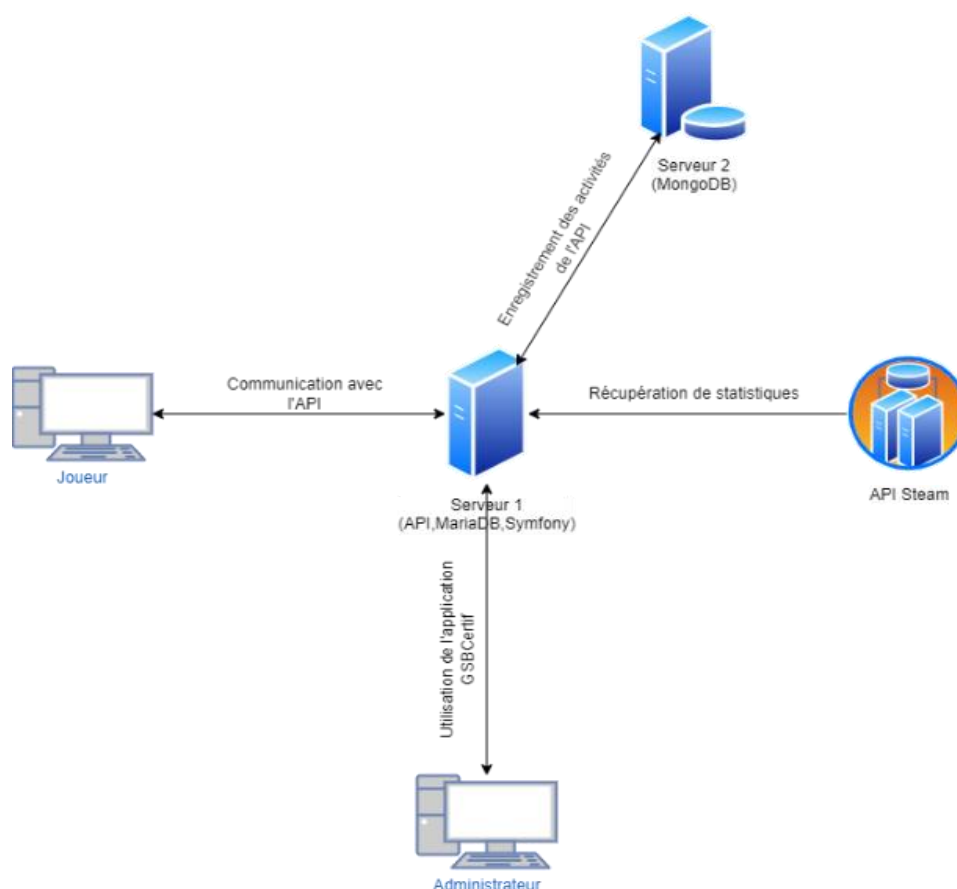 Serveur 2
(MongoDB)
Enregistrement des activités
de l'API
Communication avec
l'API
Récupération de statistiques
Joueur
API Steam
Serveur 1
(API,MariaDB,Symfony)
Utilisation de l'application
GSBCertif
Administrateur